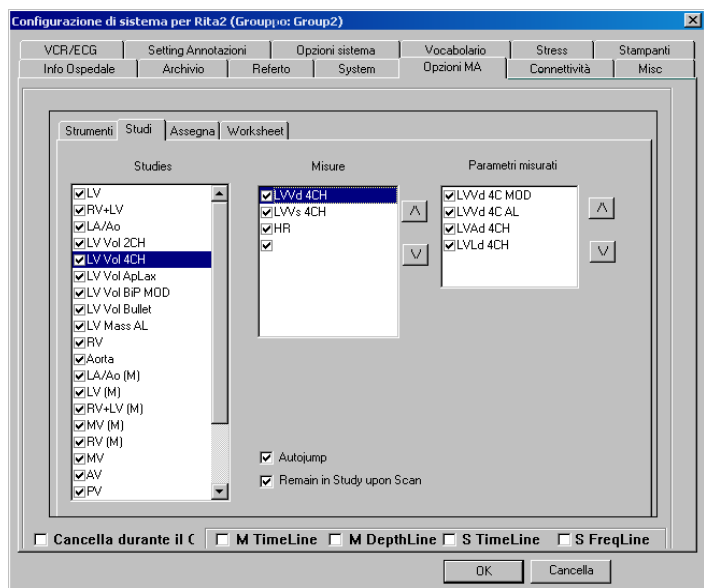 Configurazione di sistema per Rita2 (Grouppo: Group2)
VCR/ECG Setting Annotazioni Opzioni sistema Vocabolario Stress Stampanti
Info Ospedale Archivio Referto System Opzioni MA Connettività Misc
Strumenti Studi Assegna Worksheet
Studies Misure Parametri misurati
LV
RV+LV
LA/Ao
LV Vol 2CH
LV Vol 4CH
LV Vol ApLax
LV Vol BiP MOD
LV Vol Bullet
LV Mass AL
RV
Aorta
LA/Ao (M)
LV (M)
RV+LV (M)
MV (M)
RV (M)
MV
AV
PV
LVVd 4CH
LVVs 4CH
HR
LVVd 4C MOD
LVVd 4C AL
LVAd 4CH
LVLd 4CH
Autojump
Remain in Study upon Scan
Cancella durante il C M TimeLine M DepthLine S TimeLine S FreqLine
OK Cancella